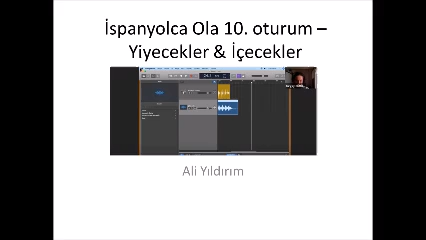 İspanyolca Ola 10. oturum –
Yiyecekler & İçecekler
Ali Yıldırım